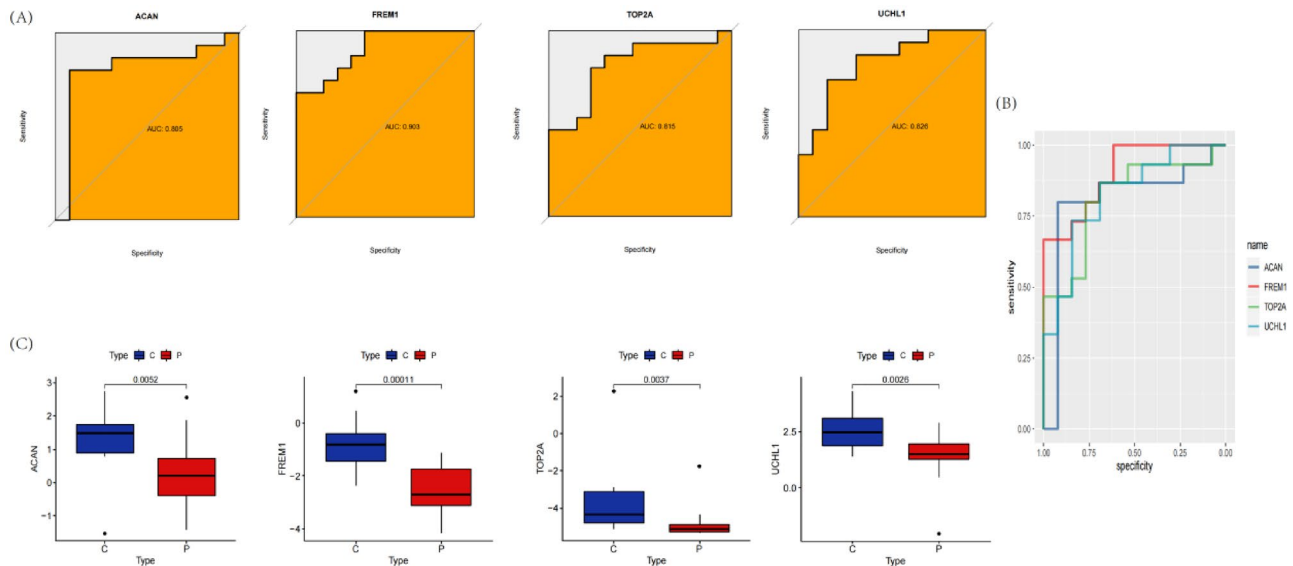 (A)
ACAN
FREM1
TOP2A
UCHL1
Sensitivity
AUC: 0.805
Specificity
Sensitivity
AUC: 0.903
Specificity
Sensitivity
AUC: 0.815
Specificity
Sensitivity
AUC: 0.826
Specificity
(B)
1.00
0.75
0.50
0.25
0.00
sensitivity
1.00
0.75
0.50
0.25
0.00
specificity
name
ACAN
FREM1
TOP2A
UCHL1
(C)
Type C P
0.0052
3
2
1
0
−1
ACAN
C
P
Type
Type C P
0.00011
0
−2
−4
FREM1
C
P
Type
Type C P
0.0037
2
0
−2
−4
TOP2A
C
P
Type
Type C P
0.0026
2.5
0.0
UCHL1
C
P
Type